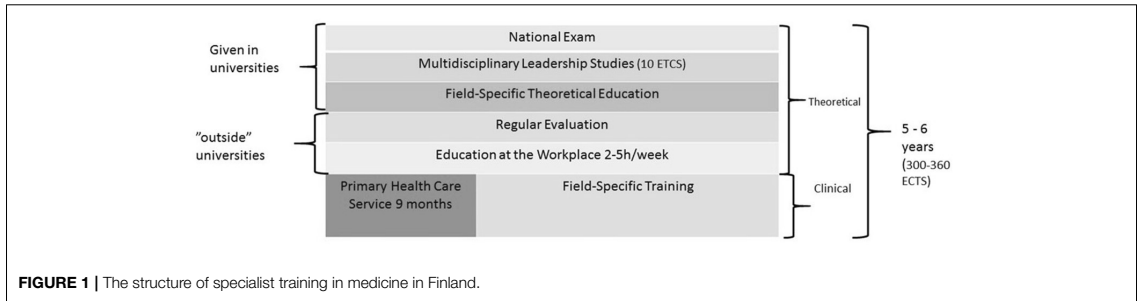 National Exam
Given in
universities
Multidisciplinary Leadership Studies (10 ETCS)
Field-Specific Theoretical Education
Theoretical
Regular Evaluation
”outside”
universities
Education at the Workplace 2-5h/week
5 - 6
years
(300-360
ECTS)
Primary Health Care
Service 9 months
Field-Specific Training
Clinical
FIGURE 1 | The structure of specialist training in medicine in Finland.